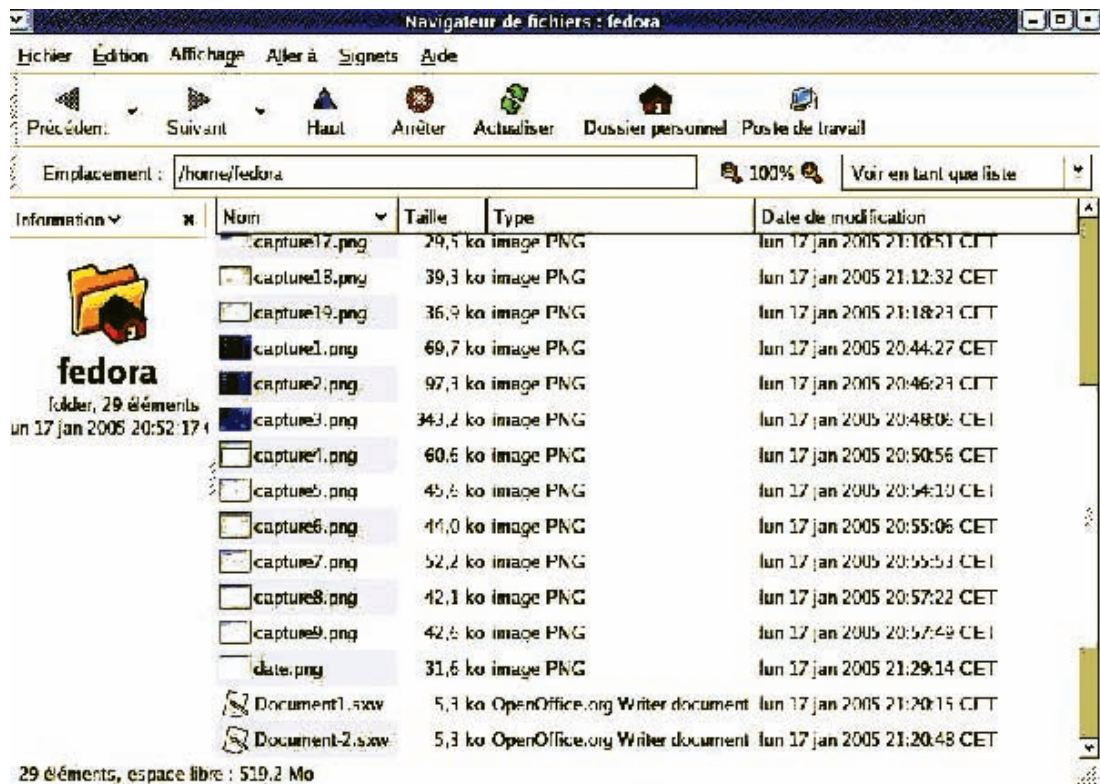 Navigateur de fichiers : fedora
Fichier Édition Affichage Aller à Signets Aide
Précédent Suivant Haut Arrêter Actualiser Dossier personnel Poste de travail
Emplacement : /home/fedora 100% Voir en tant que liste
Information Nom Taille Type Date de modification
capture17.png 29,5 ko image PNG lun 17 jan 2005 21:10:51 CET
capture18.png 39,3 ko image PNG lun 17 jan 2005 21:12:32 CET
capture19.png 36,9 ko image PNG lun 17 jan 2005 21:18:23 CET
capture1.png 69,7 ko image PNG lun 17 jan 2005 20:44:27 CET
capture2.png 97,3 ko image PNG lun 17 jan 2005 20:46:23 CET
capture3.png 343,2 ko image PNG lun 17 jan 2005 20:48:06 CET
capture4.png 60,6 ko image PNG lun 17 jan 2005 20:50:56 CET
capture5.png 45,6 ko image PNG lun 17 jan 2005 20:54:10 CET
capture6.png 44,0 ko image PNG lun 17 jan 2005 20:55:06 CET
capture7.png 52,2 ko image PNG lun 17 jan 2005 20:55:53 CET
capture8.png 42,1 ko image PNG lun 17 jan 2005 20:57:22 CET
capture9.png 42,6 ko image PNG lun 17 jan 2005 20:57:49 CET
date.png 31,6 ko image PNG lun 17 jan 2005 21:29:14 CET
Document1.sxw 5,3 ko OpenOffice.org Writer document lun 17 jan 2005 21:20:15 CET
Document-2.sxw 5,3 ko OpenOffice.org Writer document lun 17 jan 2005 21:20:48 CET
fedora
folder, 29 éléments
un 17 jan 2005 20:52:17
29 éléments, espace libre : 519,2 Mo